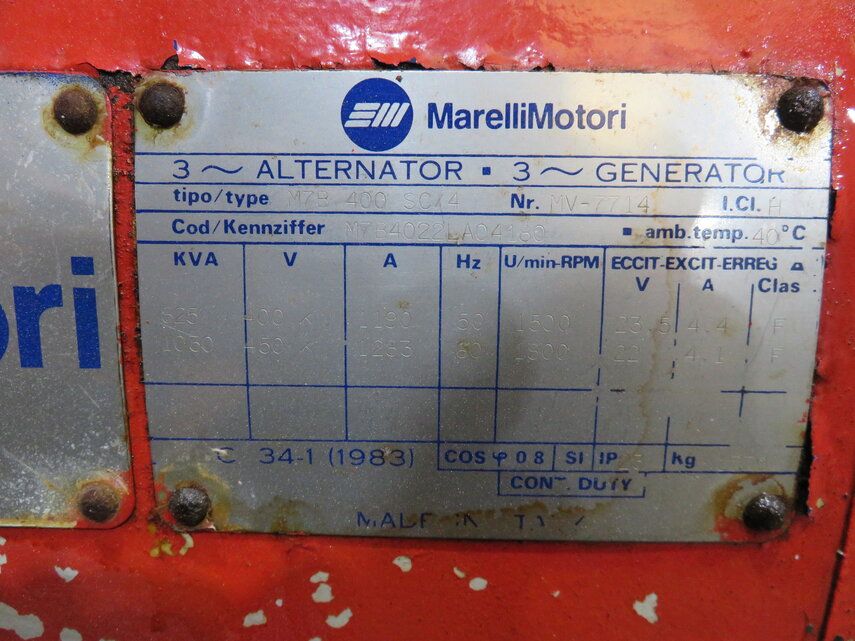 ori
MarelliMotori
3 ~ ALTERNATOR ▪ 3 ~ GENERATOR
tipo/type M7B 400 SC/4 Nr. MV-7714 I.Cl. H
Cod/Kennziffer ▪ amb.temp. 40°C
KVA V A Hz U/min-RPM ECCIT-EXCIT-ERREG
V A Clas
400 50 1500 23.5 4.4 F
1060 1263 60 1800 22 4.1 F
34-1 (1983) COS φ 0 8 SI IP kg
CONT. DUTY
MADE IN